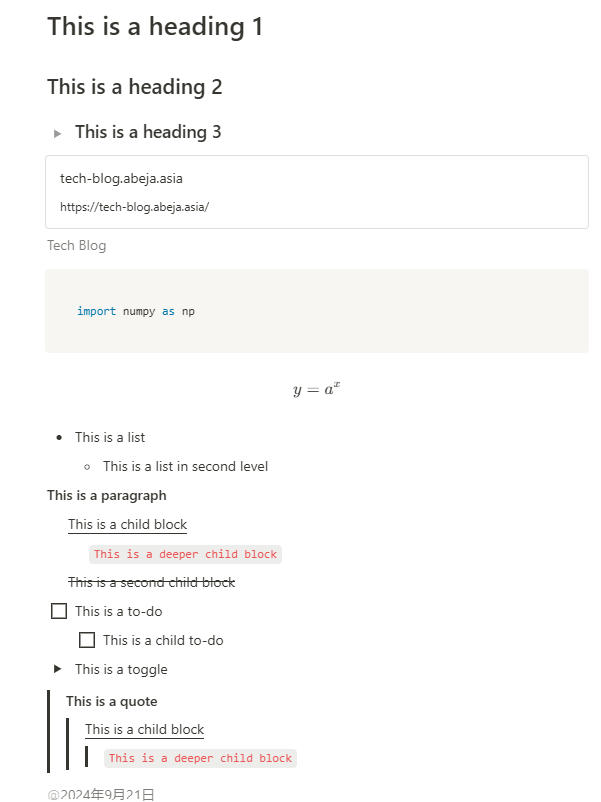 This is a heading 1
This is a heading 2
This is a heading 3
tech-blog.abeja.asia
https://tech-blog.abeja.asia/
Tech Blog
import numpy as np
y = aˣ
This is a list
This is a list in second level
This is a paragraph
This is a child block
This is a deeper child block
This is a second child block
This is a to-do
This is a child to-do
This is a toggle
This is a quote
This is a child block
This is a deeper child block
@2024年9月21日